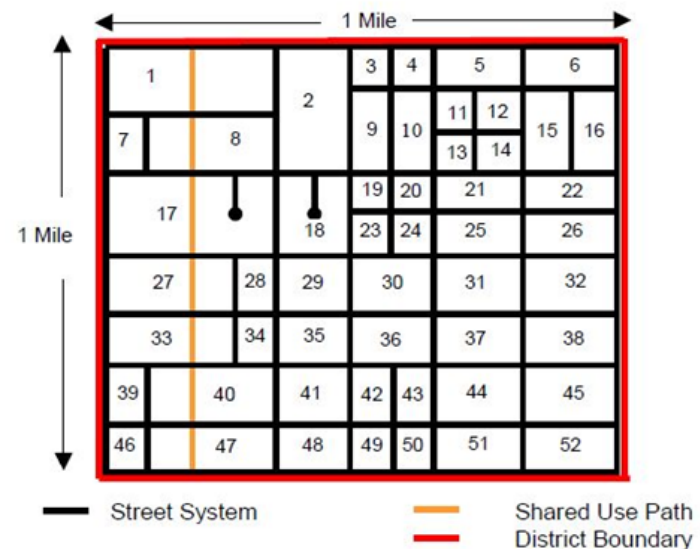 1 Mile
1 Mile
1 2 3 4 5 6
7 8 9 10 11 12 15 16
13 14
17 18 19 20 21 22
23 24 25 26
27 28 29 30 31 32
33 34 35 36 37 38
39 40 41 42 43 44 45
46 47 48 49 50 51 52
Street System
Shared Use Path
District Boundary